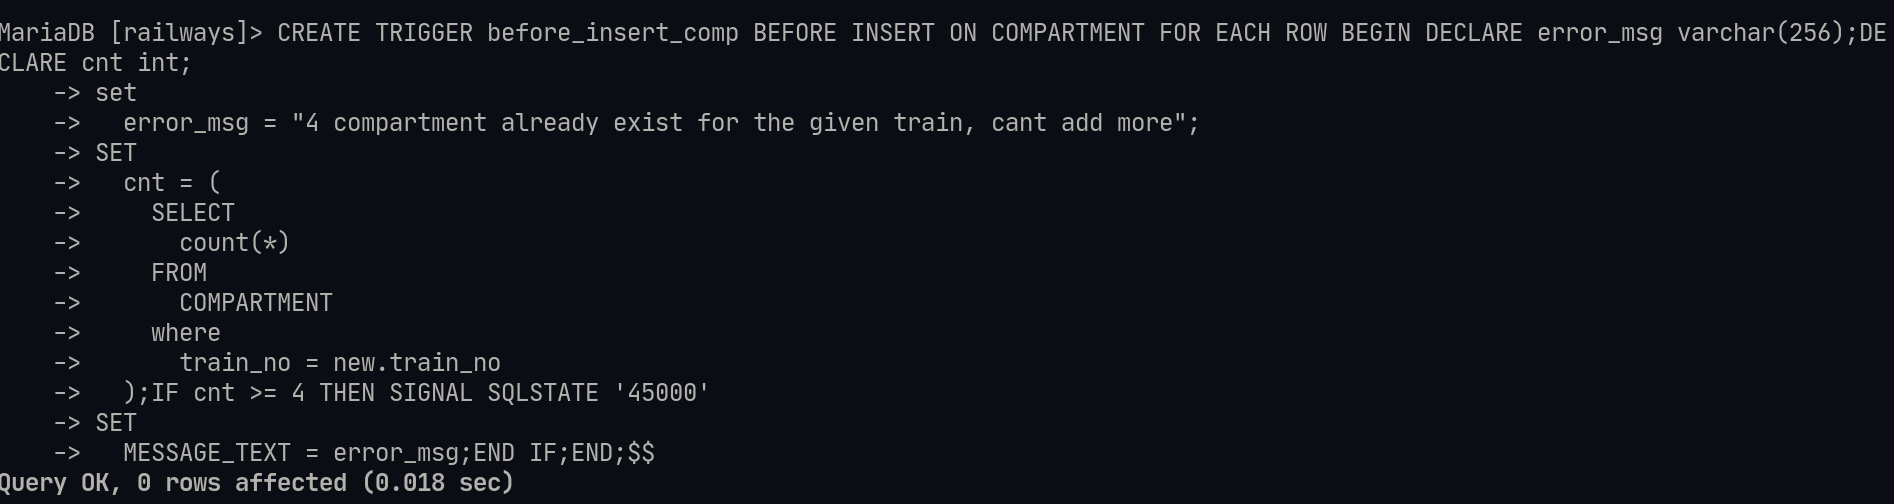 MariaDB [railways]> CREATE TRIGGER before_insert_comp BEFORE INSERT ON COMPARTMENT FOR EACH ROW BEGIN DECLARE error_msg varchar(256);DE
CLARE cnt int;
    -> set
    ->   error_msg = "4 compartment already exist for the given train, cant add more";
    -> SET
    ->   cnt = (
    ->     SELECT
    ->       count(*)
    ->     FROM
    ->       COMPARTMENT
    ->     where
    ->       train_no = new.train_no
    ->   );IF cnt >= 4 THEN SIGNAL SQLSTATE '45000'
    -> SET
    ->   MESSAGE_TEXT = error_msg;END IF;END;$$
Query OK, 0 rows affected (0.018 sec)